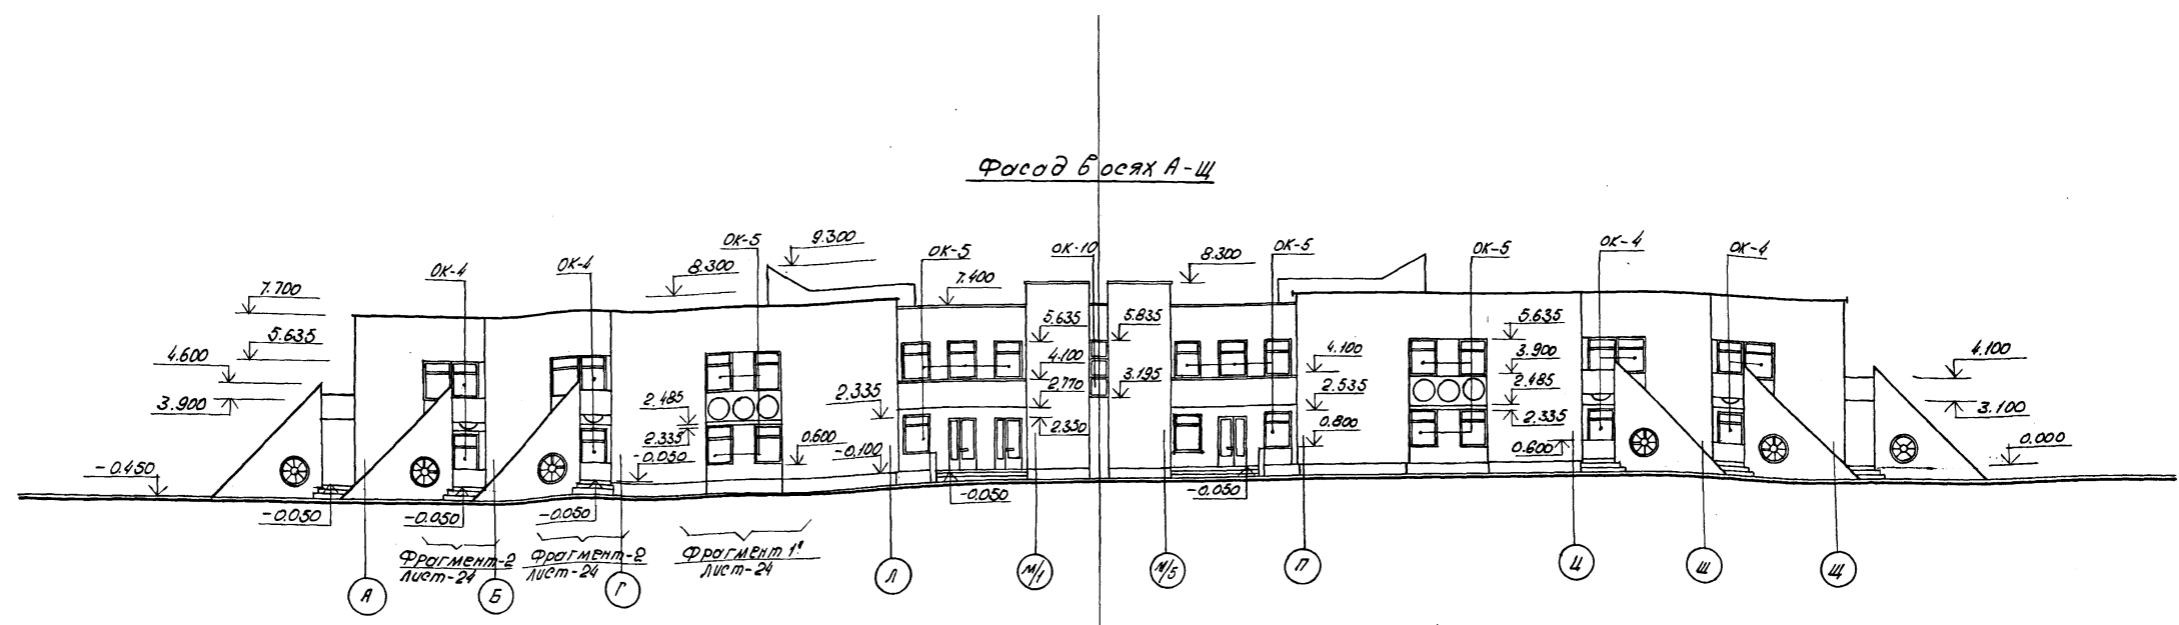 Фасад в осях А-Щ
7.700
5.635
4.600
3.900
-0.450
ОК-4
ОК-4
ОК-5
8.300
9.300
ОК-5
7.400
ОК-10
8.300
ОК-5
ОК-5
ОК-4
ОК-4
5.635
4.100
2.770
2.350
5.835
3.195
4.100
2.535
0.800
5.635
3.900
2.485
2.335
0.600
4.100
3.100
0.000
2.485
2.335
-0.050
0.600
2.335
-0.100
-0.050
-0.050
-0.050
-0.050
-0.050
Фрагмент-2
Лист-24
Фрагмент-2
Лист-24
Фрагмент 1"
Лист-24
А
Б
Г
Л
М/1
М/5
П
Ц
Ш
Щ